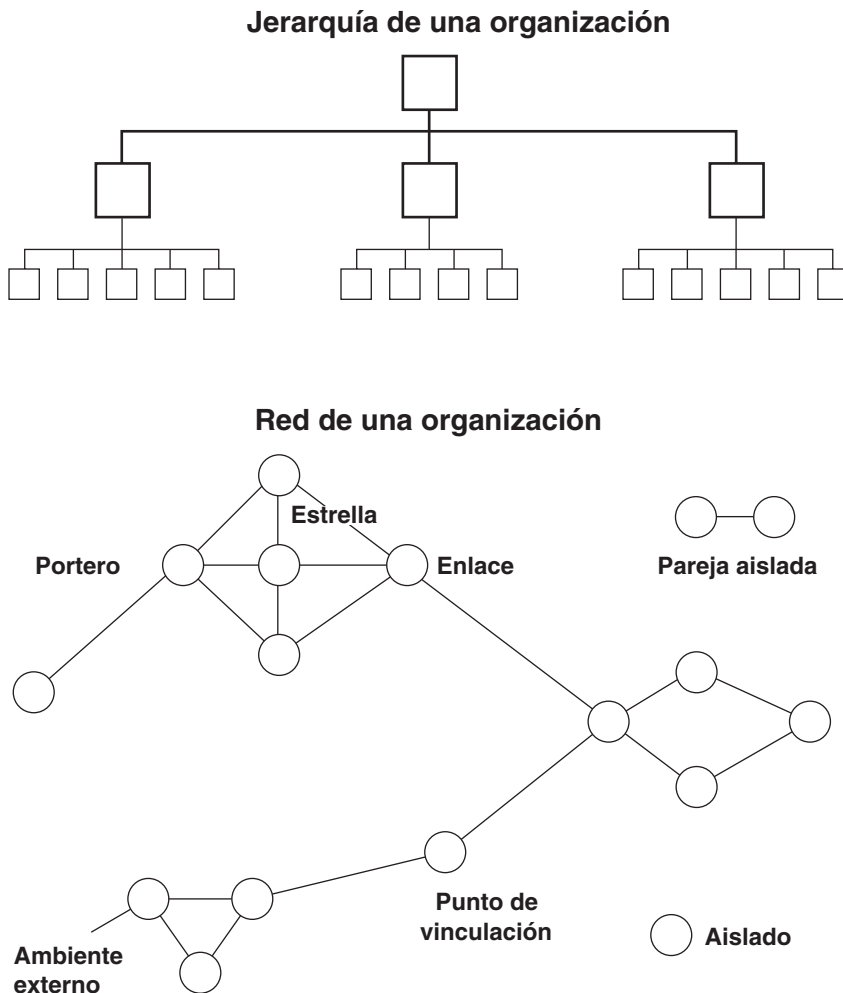 Jerarquía de una organización
Red de una organización
Estrella
Portero
Enlace
Pareja aislada
Punto de
vinculación
Aislado
Ambiente
externo